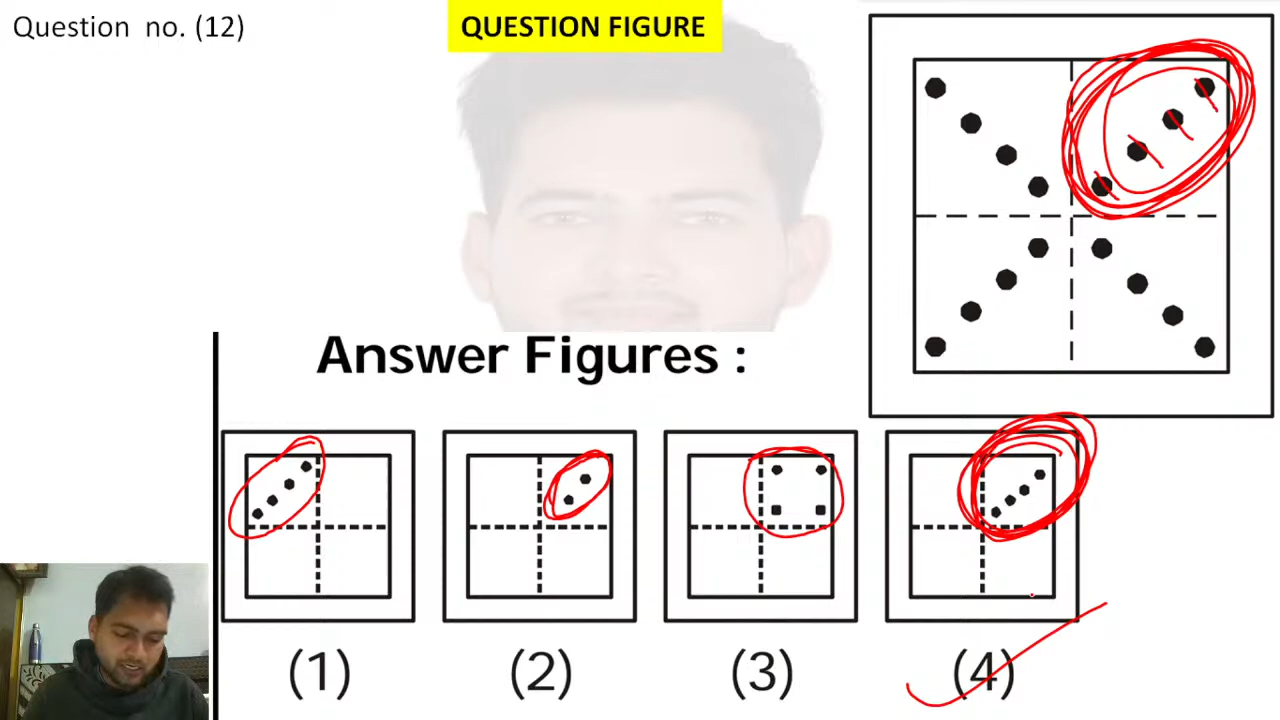 Question no. (12)
QUESTION FIGURE
Answer Figures :
(1)
(2)
(3)
(4)